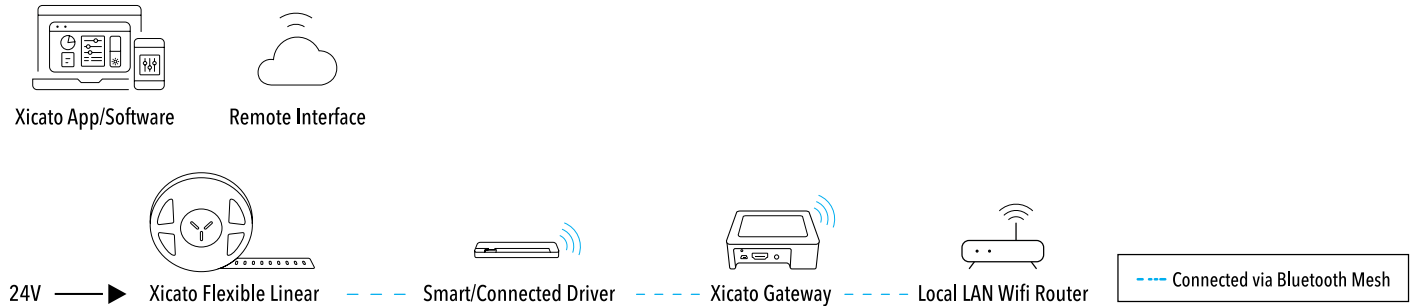 Xicato App/Software
Remote Interface
24V
Xicato Flexible Linear
Smart/Connected Driver
Xicato Gateway
Local LAN Wifi Router
Connected via Bluetooth Mesh